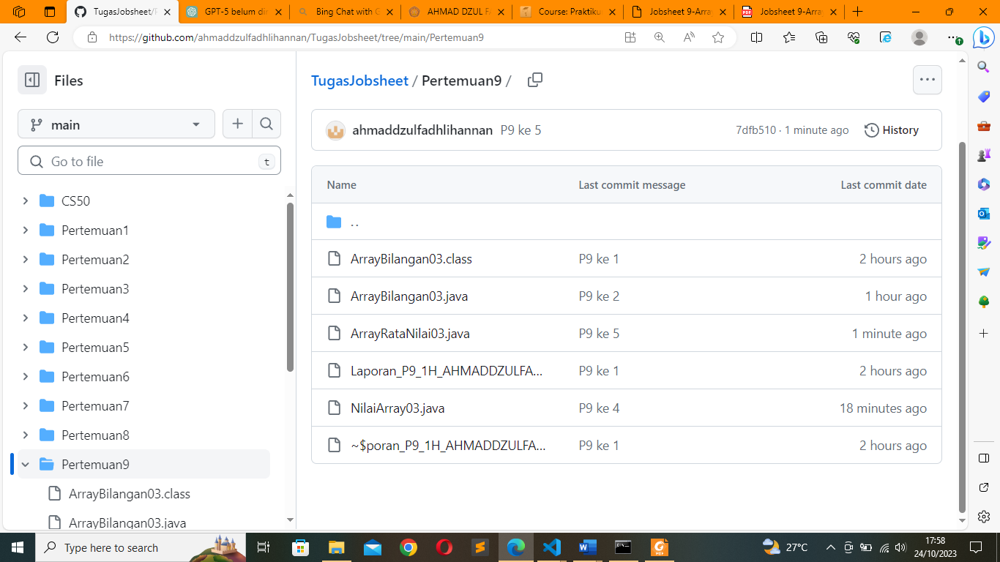 TugasJobsheet/P
GPT-5 belum dir
Bing Chat with G
AHMAD DZUL FA
Course: Praktiku
Jobsheet 9-Array
Jobsheet 9-Array
https://github.com/ahmaddzulfadhlihannan/TugasJobsheet/tree/main/Pertemuan9
Files
TugasJobsheet / Pertemuan9 /
main
ahmaddzulfadhlihannan P9 ke 5
7dfb510 · 1 minute ago
History
Go to file
t
Name Last commit message Last commit date
CS50
Pertemuan1
Pertemuan2
Pertemuan3
Pertemuan4
Pertemuan5
Pertemuan6
Pertemuan7
Pertemuan8
Pertemuan9
ArrayBilangan03.class
ArrayBilangan03.java
..
ArrayBilangan03.class P9 ke 1 2 hours ago
ArrayBilangan03.java P9 ke 2 1 hour ago
ArrayRataNilai03.java P9 ke 5 1 minute ago
Laporan_P9_1H_AHMADDZULFA... P9 ke 1 2 hours ago
NilaiArray03.java P9 ke 4 18 minutes ago
~$poran_P9_1H_AHMADDZULFA... P9 ke 1 2 hours ago
Type here to search
27°C
17:58
24/10/2023